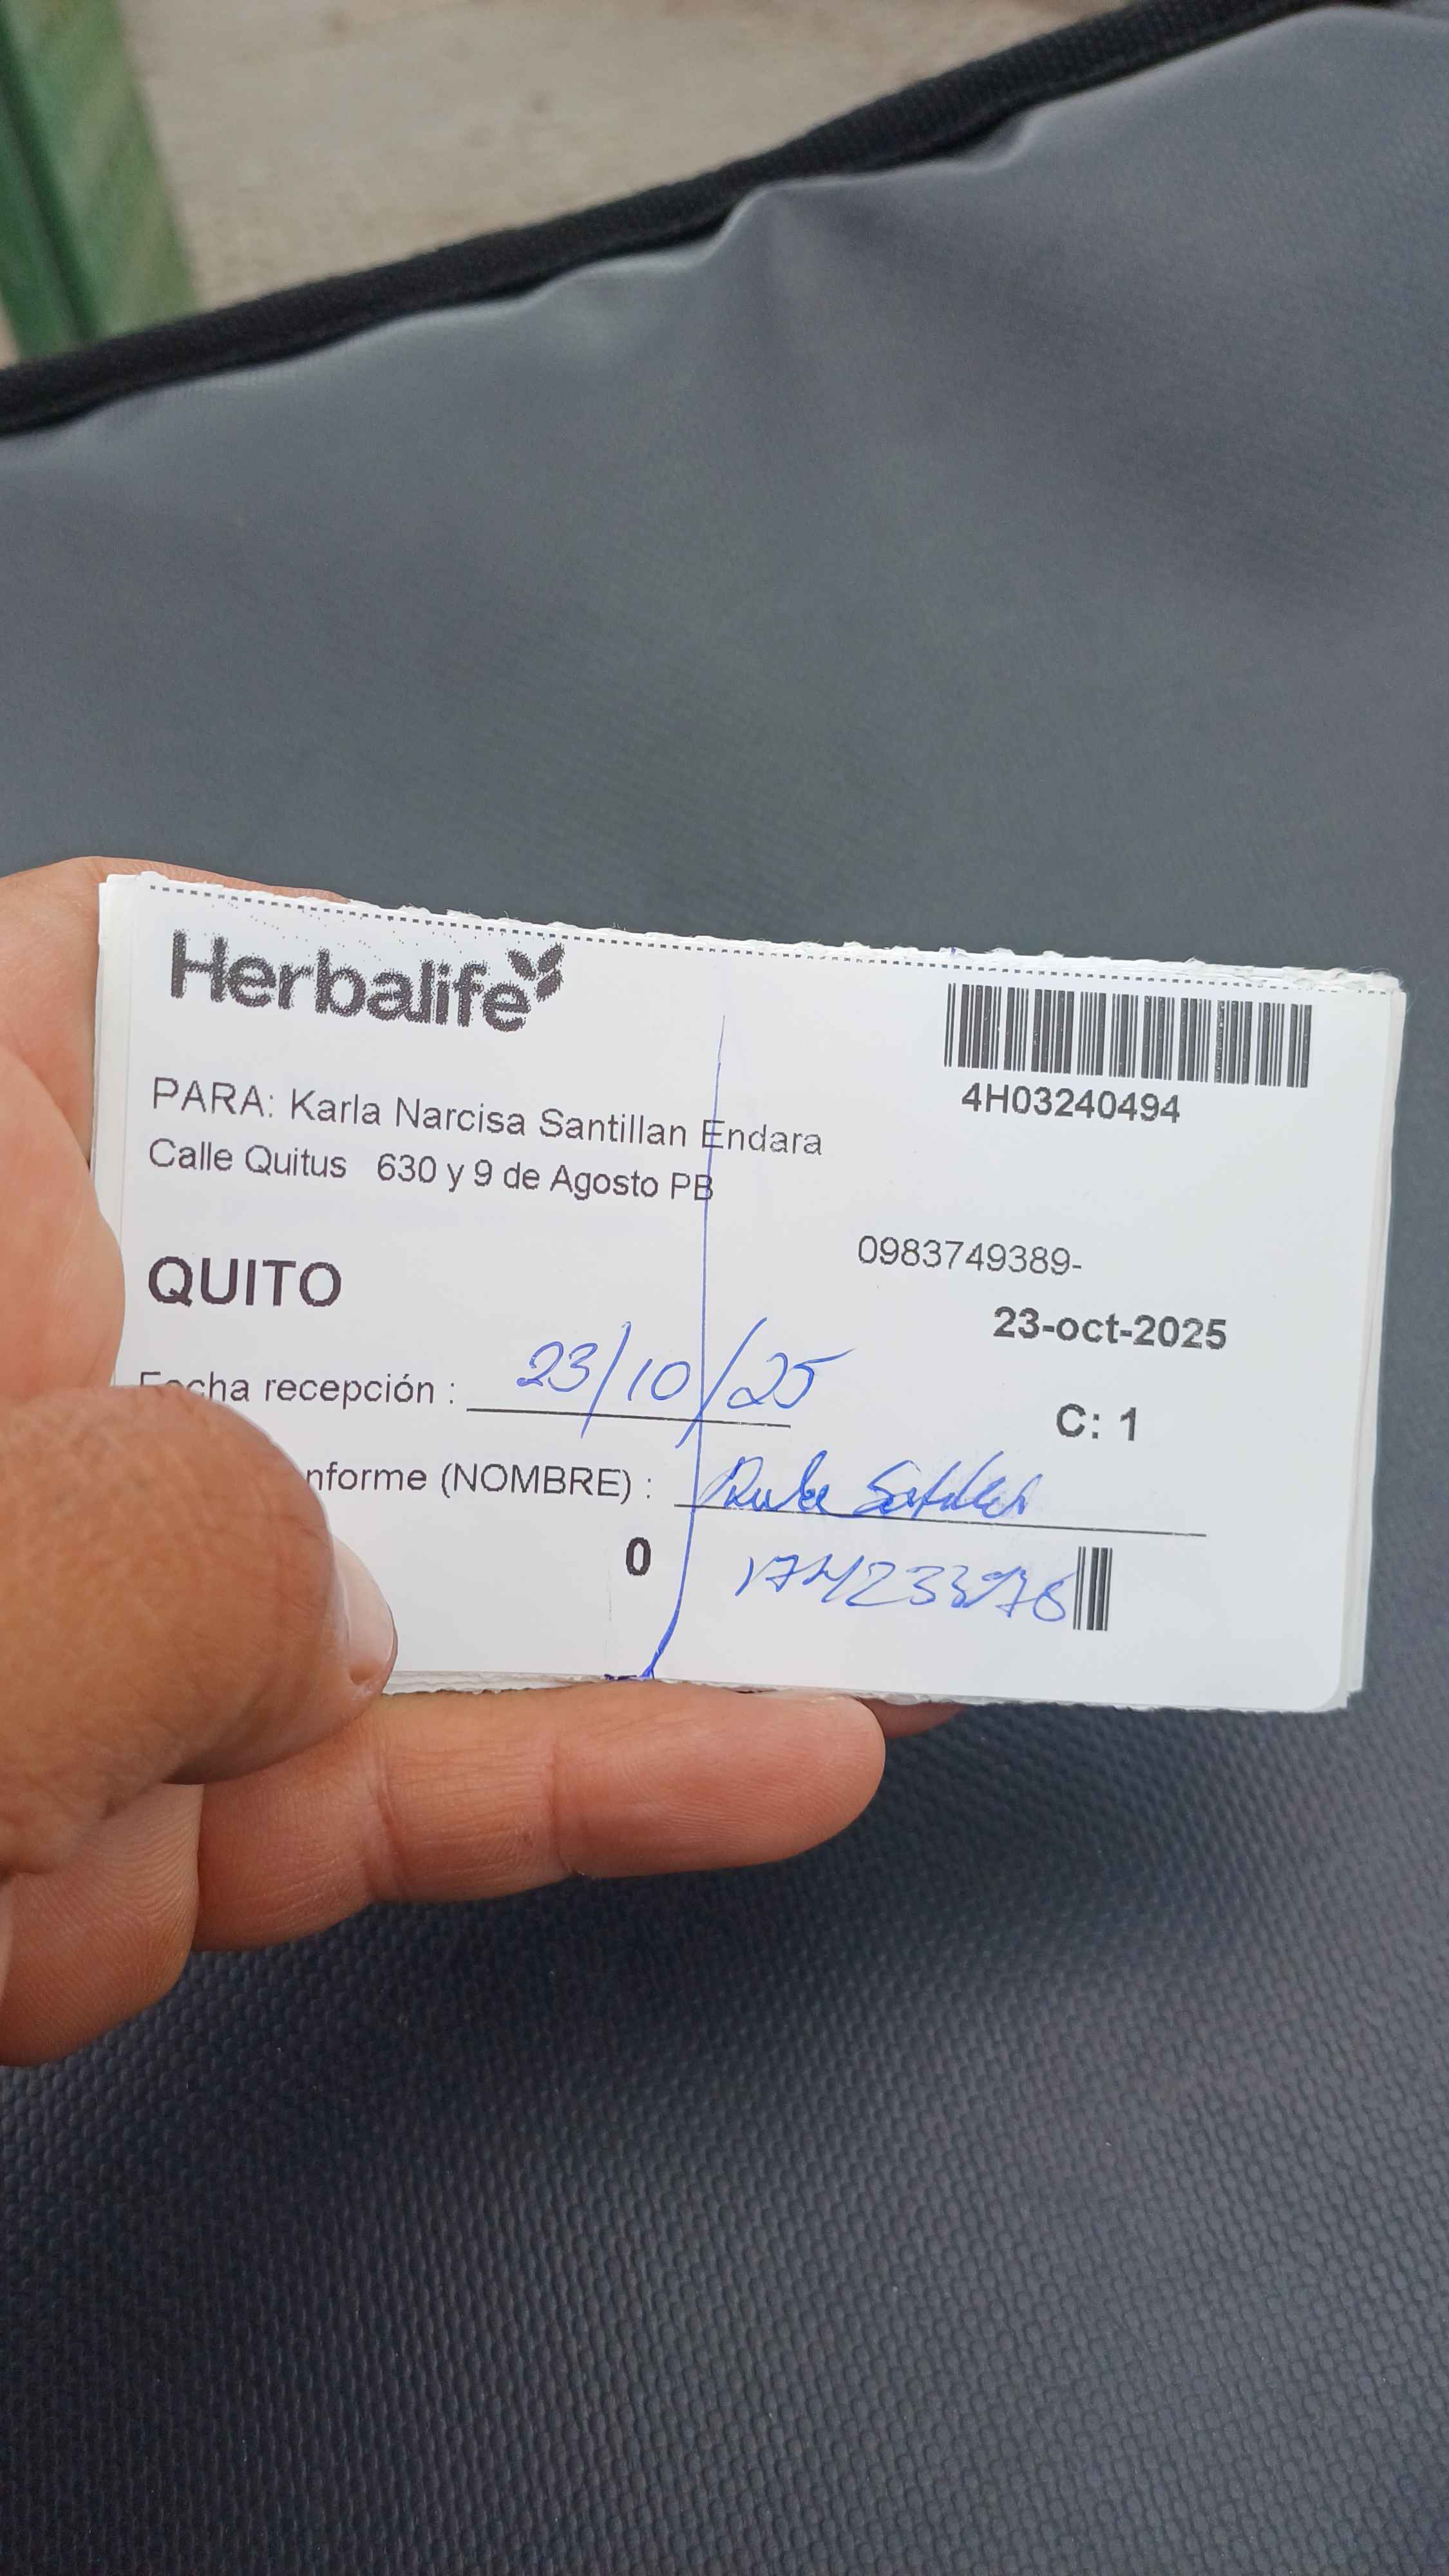 Herbalife
4H03240494
PARA: Karla Narcisa Santillan Endara
Calle Quitus 630 y 9 de Agosto PB
0983749389-
QUITO
23-oct-2025
Fecha recepción : 23/10/25
C: 1
nforme (NOMBRE) :
0